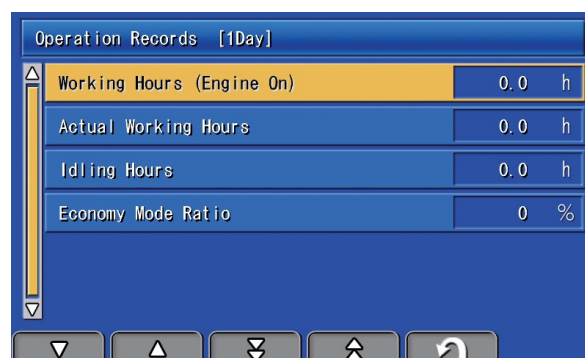 Operation Records [1Day]
Working Hours (Engine On) 0.0 h
Actual Working Hours 0.0 h
Idling Hours 0.0 h
Economy Mode Ratio 0 %